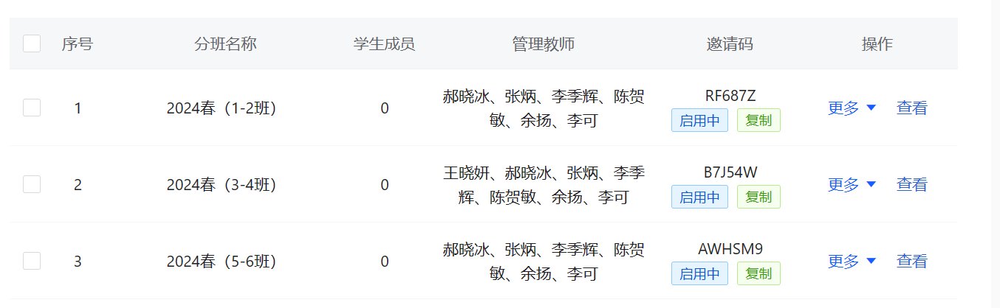 序号 分班名称 学生成员 管理教师 邀请码 操作
1 2024春（1-2班） 0 郝晓冰、张炳、李季辉、陈贺 RF687Z 更多 查看
敏、余扬、李可 启用中 复制
2 2024春（3-4班） 0 王晓妍、郝晓冰、张炳、李季 B7J54W 更多 查看
辉、陈贺敏、余扬、李可 启用中 复制
3 2024春（5-6班） 0 郝晓冰、张炳、李季辉、陈贺 AWHSM9 更多 查看
敏、余扬、李可 启用中 复制